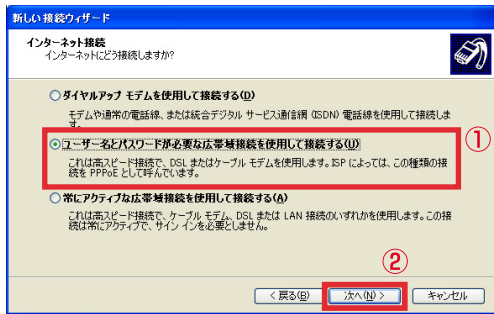 新しい接続ウィザード
インターネット接続
インターネットにどう接続しますか?
ダイヤルアップ モデムを使用して接続する(D)
モデムや通常の電話線、または統合デジタル サービス通信網 (ISDN) 電話線を使用して接続しま
す。
①
ユーザー名とパスワードが必要な広帯域接続を使用して接続する(U)
これは高スピード接続で、DSL またはケーブル モデムを使用します。ISP によっては、この種類の接
続を PPPoE として呼んでいます。
常にアクティブな広帯域接続を使用して接続する(A)
これは高スピード接続で、ケーブル モデム、DSL または LAN 接続のいずれかを使用します。この接
続は常にアクティブで、サイン インを必要としません。
②
< 戻る(B) 次へ(N) > キャンセル